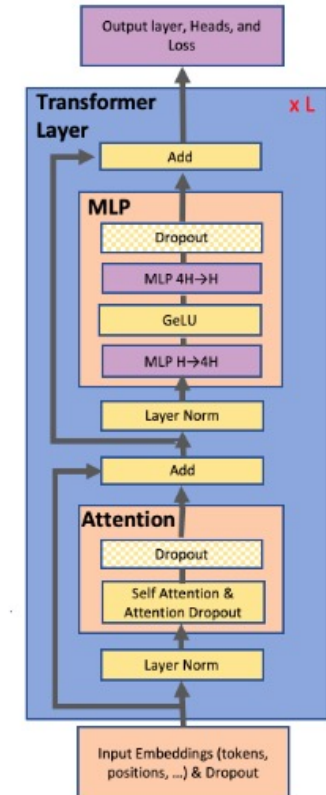 Output layer, Heads, and
Loss
Transformer
Layer
x L
Add
MLP
Dropout
MLP 4H→H
GeLU
MLP H→4H
Layer Norm
Add
Attention
Dropout
Self Attention &
Attention Dropout
Layer Norm
Input Embeddings (tokens,
positions, ...) & Dropout